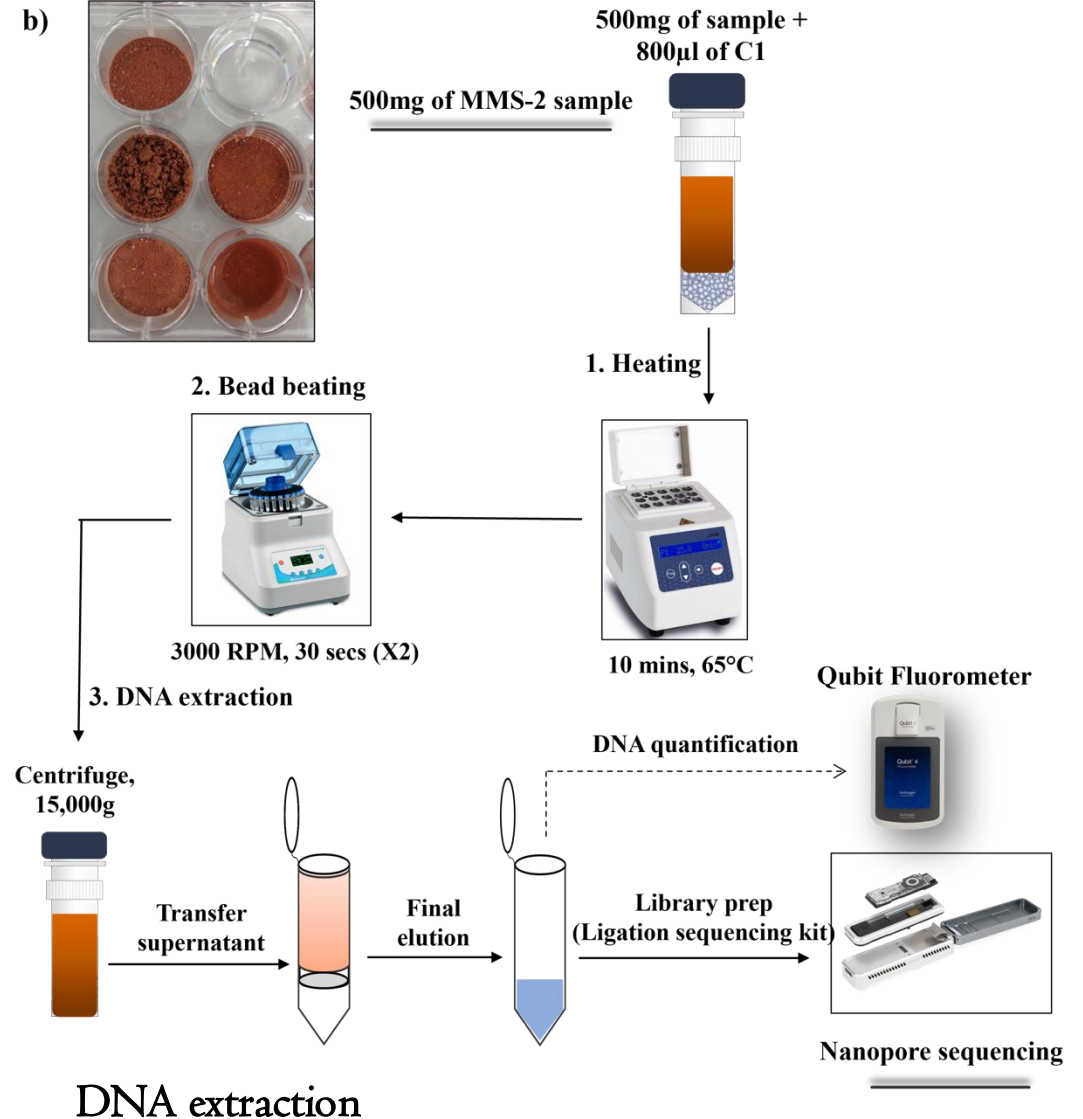 b)
500mg of sample +
800µl of C1
500mg of MMS-2 sample
1. Heating
2. Bead beating
3000 RPM, 30 secs (X2)
10 mins, 65°C
3. DNA extraction
Qubit Fluorometer
DNA quantification
Qubit 4
Centrifuge,
15,000g
Transfer
supernatant
Final
elution
Library prep
(Ligation sequencing kit)
Nanopore sequencing
DNA extraction